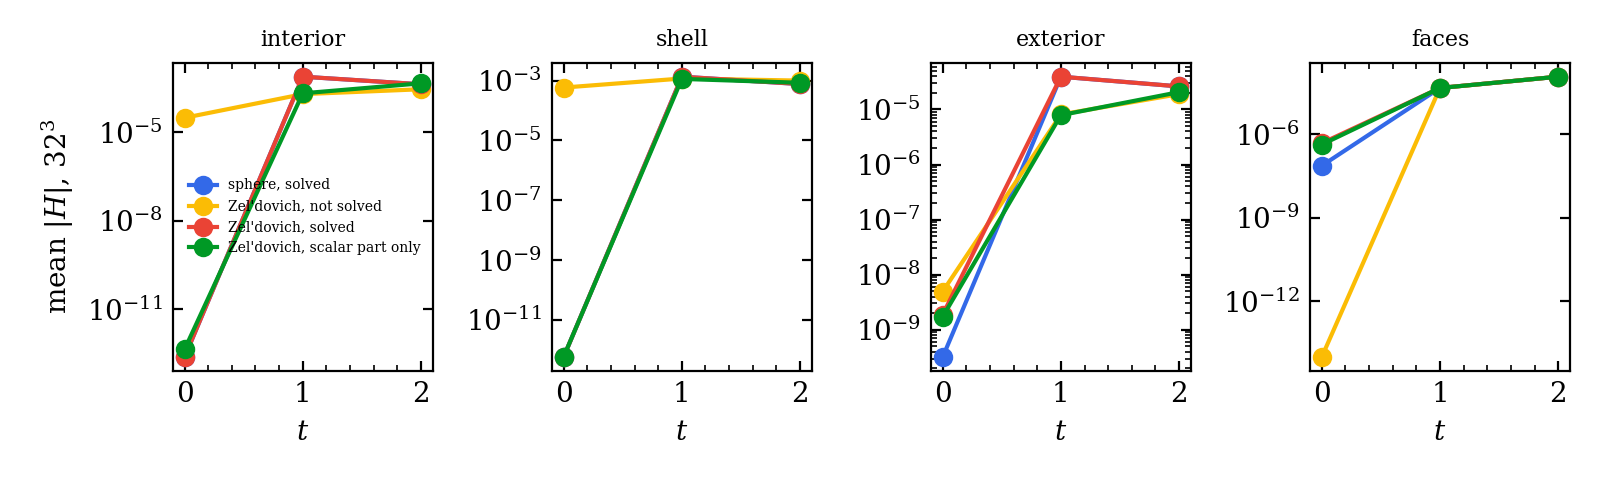 interior
shell
exterior
faces
mean |H|, 32³
10⁻⁵
10⁻⁸
10⁻¹¹
sphere, solved
Zel'dovich, not solved
Zel'dovich, solved
Zel'dovich, scalar part only
0 1 2
t
10⁻³
10⁻⁵
10⁻⁷
10⁻⁹
10⁻¹¹
0 1 2
t
10⁻⁵
10⁻⁶
10⁻⁷
10⁻⁸
10⁻⁹
0 1 2
t
10⁻⁶
10⁻⁹
10⁻¹²
0 1 2
t